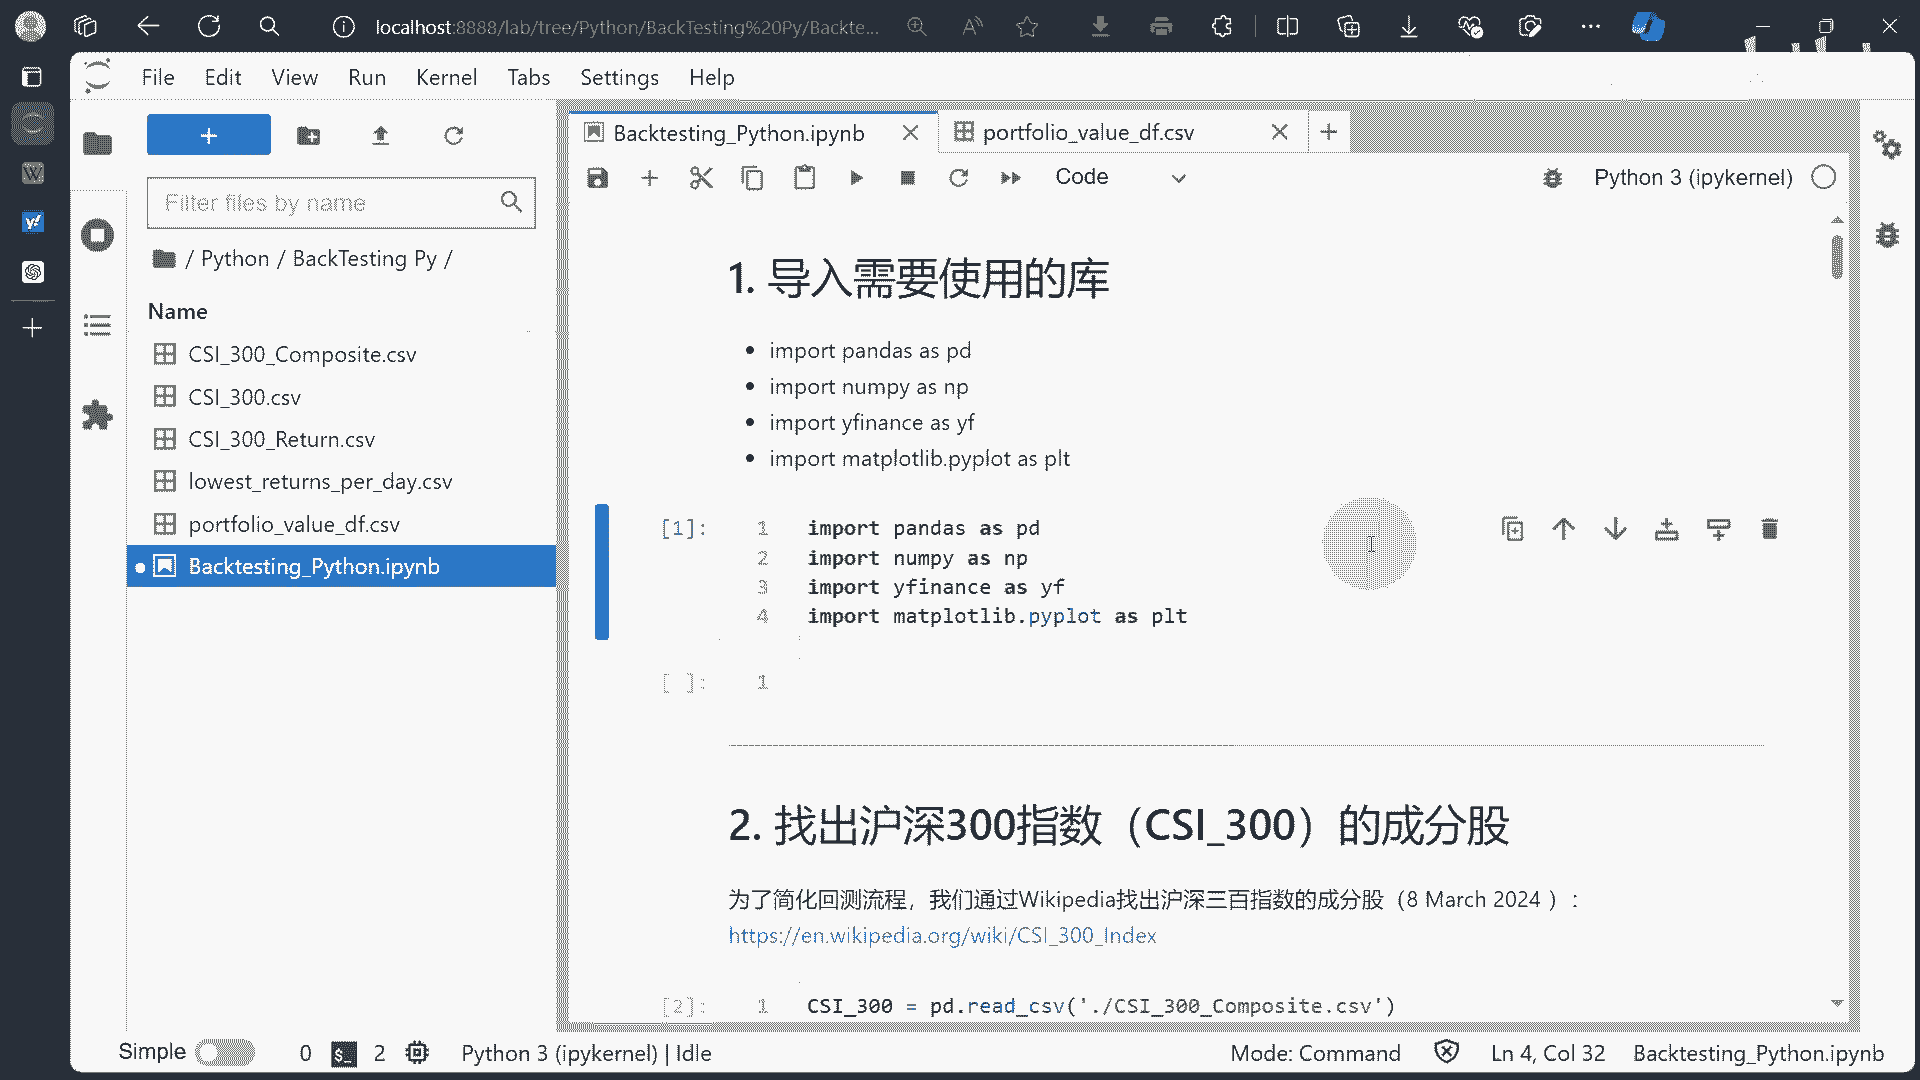 localhost:8888/lab/tree/Python/BackTesting%20Py/Backte...
File Edit View Run Kernel Tabs Settings Help
Filter files by name
/ Python / BackTesting Py /
Name
CSI_300_Composite.csv
CSI_300.csv
CSI_300_Return.csv
lowest_returns_per_day.csv
portfolio_value_df.csv
Backtesting_Python.ipynb
Backtesting_Python.ipynb
portfolio_value_df.csv
Code
Python 3 (ipykernel)
1. 导入需要使用的库
import pandas as pd
import numpy as np
import yfinance as yf
import matplotlib.pyplot as plt
[1]:
1 import pandas as pd
2 import numpy as np
3 import yfinance as yf
4 import matplotlib.pyplot as plt
[ ]:
1
2. 找出沪深300指数（CSI_300）的成分股
为了简化回测流程，我们通过Wikipedia找出沪深三百指数的成分股（8 March 2024 ）：
https://en.wikipedia.org/wiki/CSI_300_Index
[2]:
1 CSI_300 = pd.read_csv('./CSI_300_Composite.csv')
Simple 0 $_ 2 Python 3 (ipykernel) | Idle Mode: Command Ln 4, Col 32 Backtesting_Python.ipynb